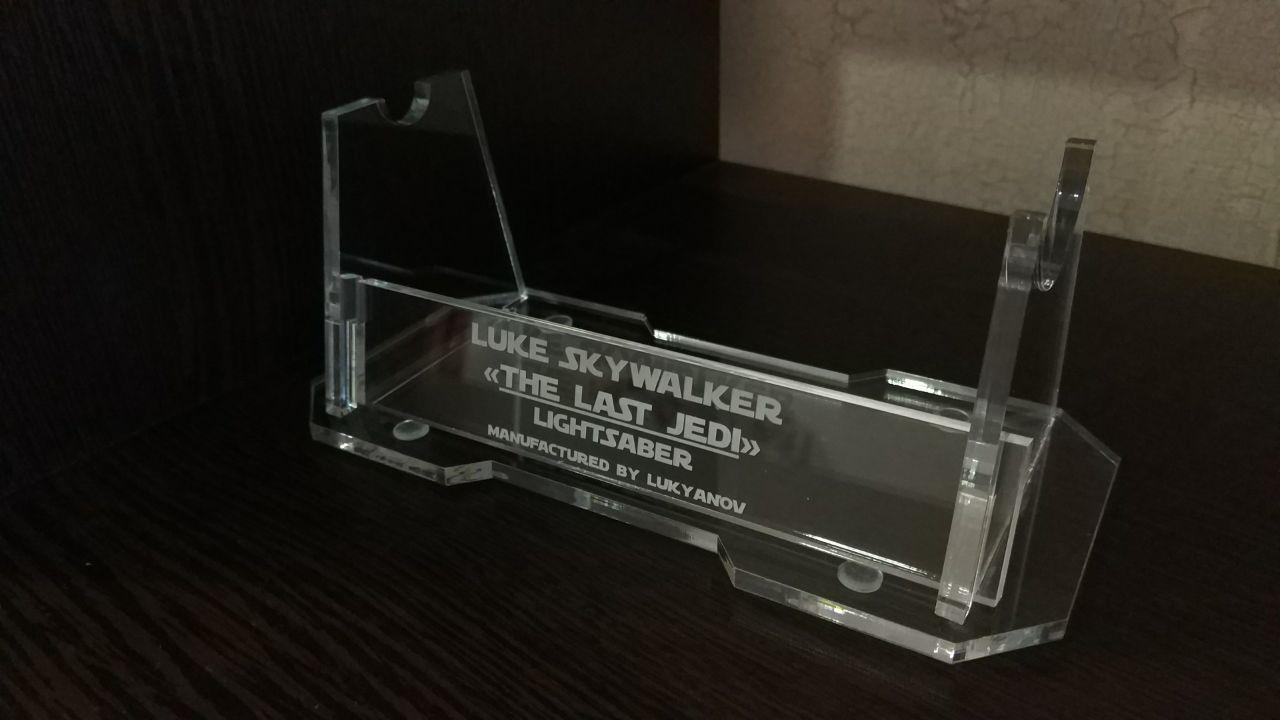 LUKE SKYWALKER
«THE LAST JEDI»
LIGHTSABER
MANUFACTURED BY LUKYANOV